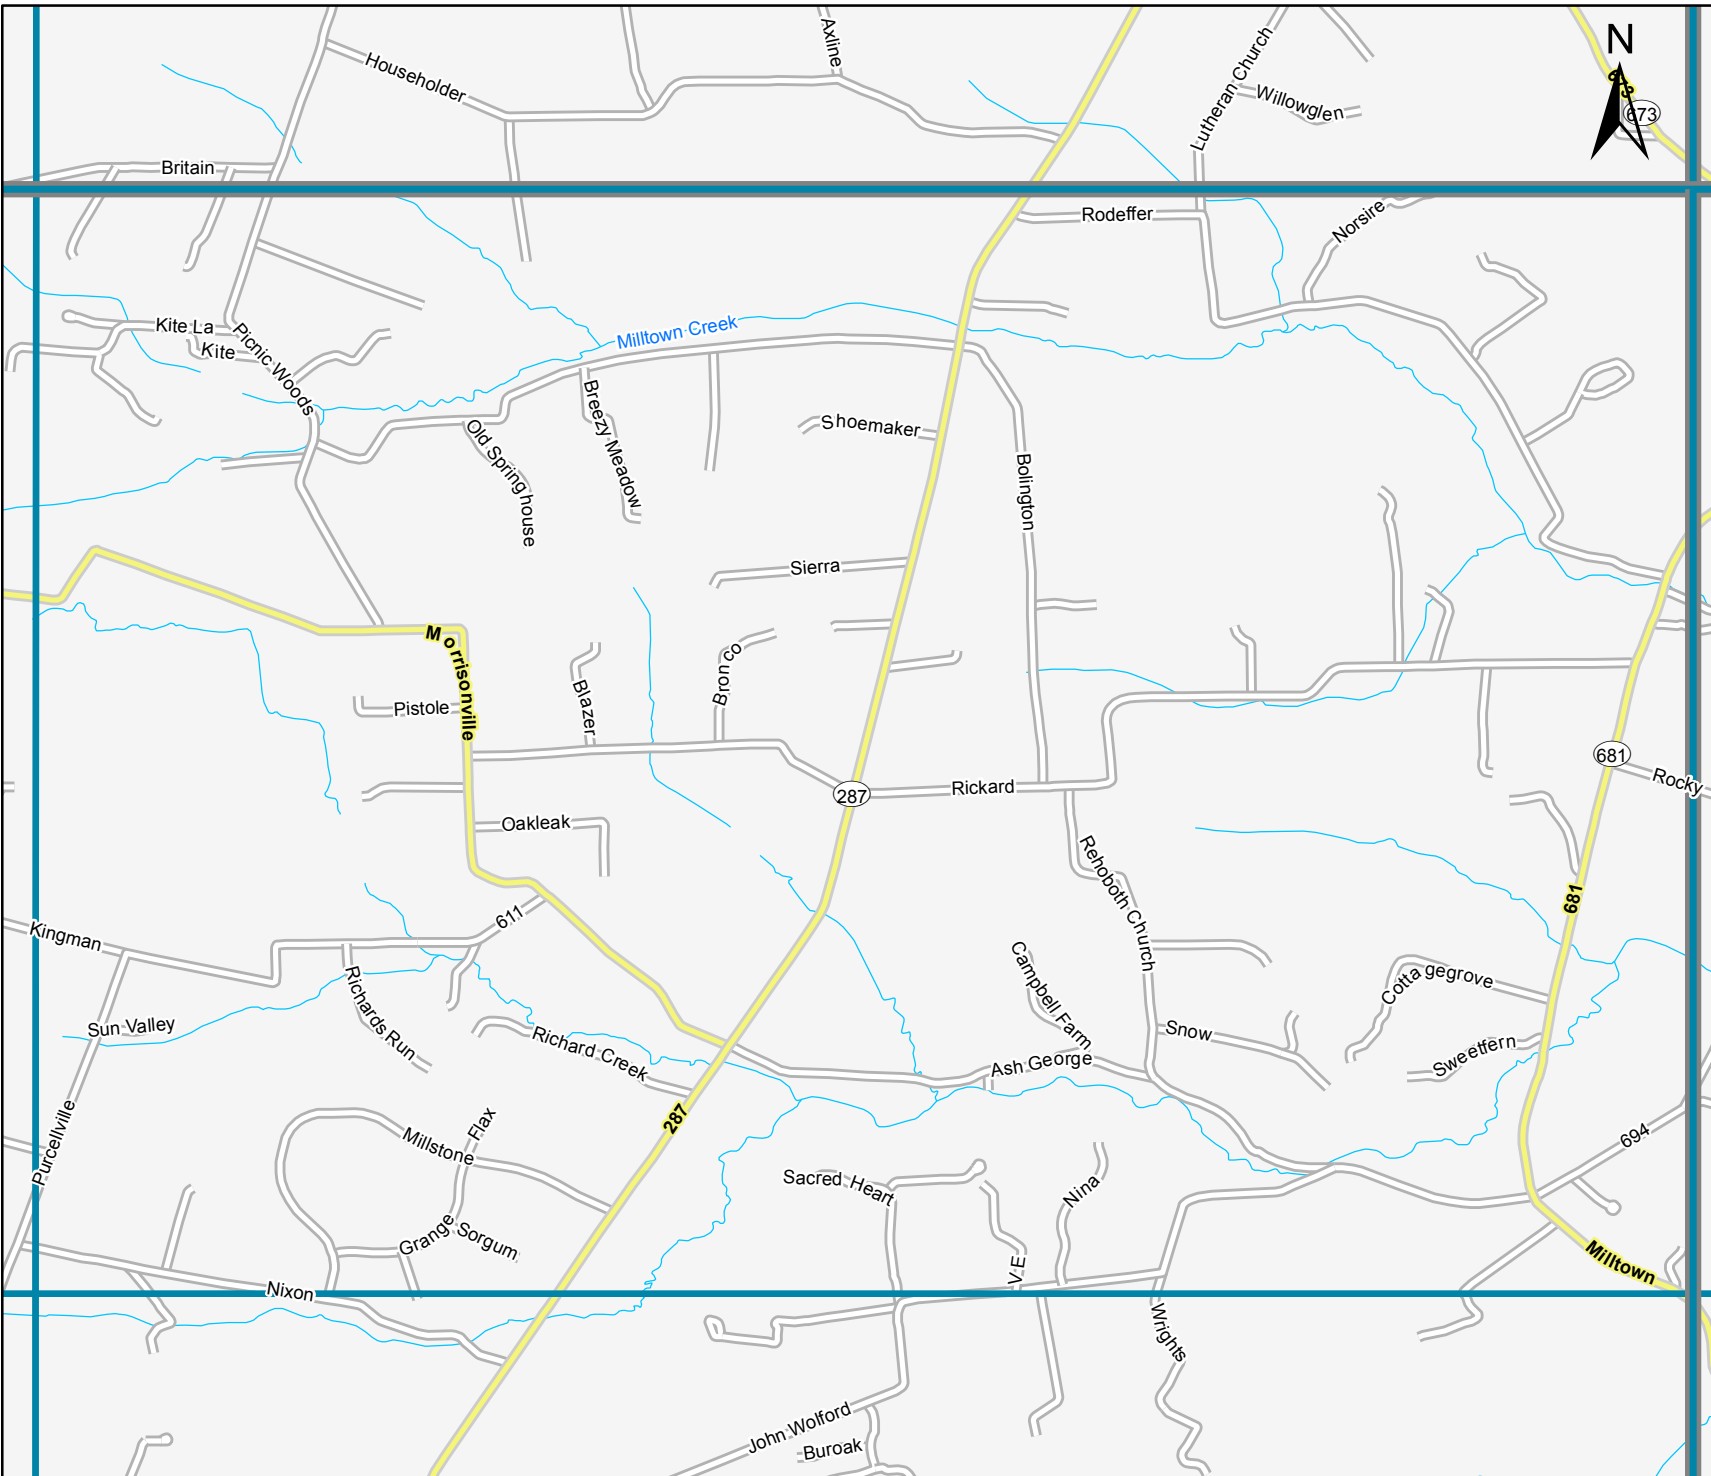 Axline
Householder
Lutheran Church
N
673
673
Willowglen
Britain
Rodeffer
Norsire
Kite La
Kite
Picnic Woods
Milltown Creek
Breezy Meadow
Shoemaker
Old Springhouse
Bolington
Sierra
Morrisonville
Bronco
Blazer
Pistole
681
Rocky
287
Rickard
Oakleak
Rehoboth Church
681
611
Kingman
Campbell Farm
Cottagegrove
Richards Run
Sun Valley
Richard Creek
Snow
Sweetfern
Ash George
Purcellville
Flax
287
Millstone
694
Sacred Heart
Nina
Grange
Sorgum
V E
Milltown
Nixon
Wrights
John Wolford
Buroak